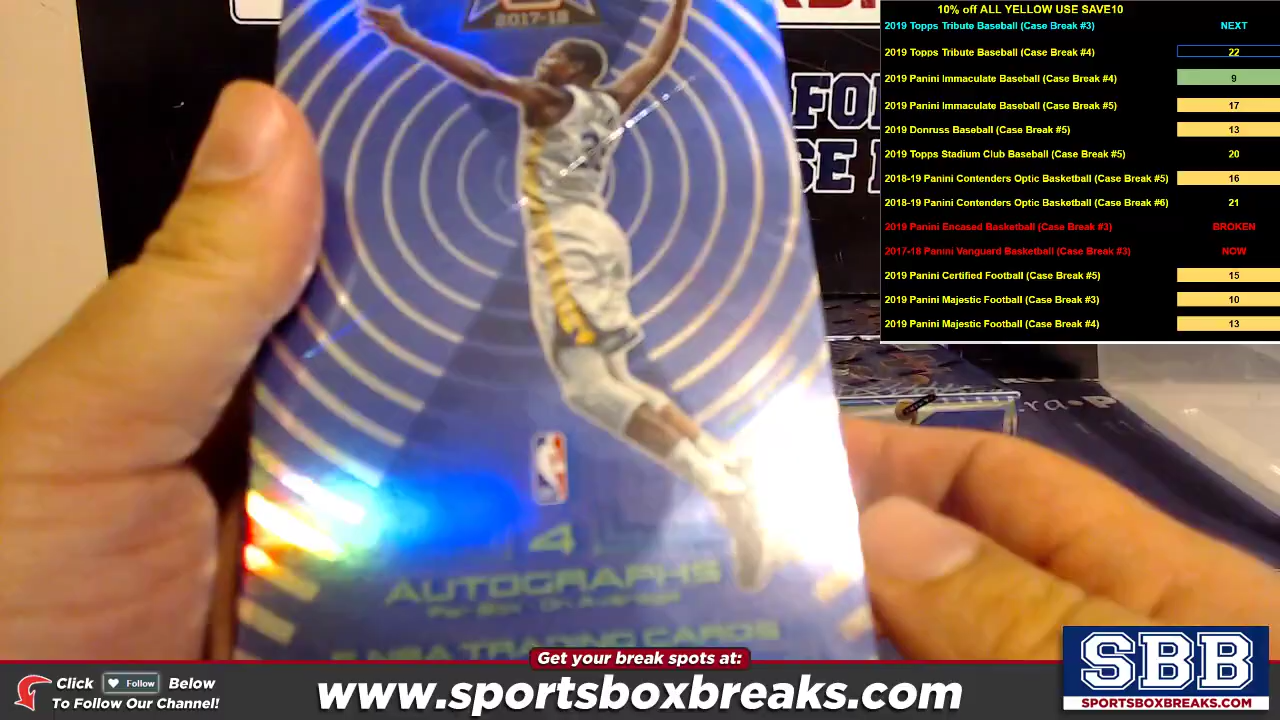 10% off ALL YELLOW USE SAVE10
2019 Topps Tribute Baseball (Case Break #3) NEXT
2019 Topps Tribute Baseball (Case Break #4) 22
2019 Panini Immaculate Baseball (Case Break #4) 9
2019 Panini Immaculate Baseball (Case Break #5) 17
2019 Donruss Baseball (Case Break #5) 13
2019 Topps Stadium Club Baseball (Case Break #5) 20
2018-19 Panini Contenders Optic Basketball (Case Break #5) 16
2018-19 Panini Contenders Optic Basketball (Case Break #6) 21
2019 Panini Encased Basketball (Case Break #3) BROKEN
2017-18 Panini Vanguard Basketball (Case Break #3) NOW
2019 Panini Certified Football (Case Break #5) 15
2019 Panini Majestic Football (Case Break #3) 10
2019 Panini Majestic Football (Case Break #4) 13
2017-18
4
AUTOGRAPHS
Per Box, On Average
NBA TRADING CARDS
Get your break spots at:
Click Follow Below
To Follow Our Channel!
www.sportsboxbreaks.com
SBB
SPORTSBOXBREAKS.COM